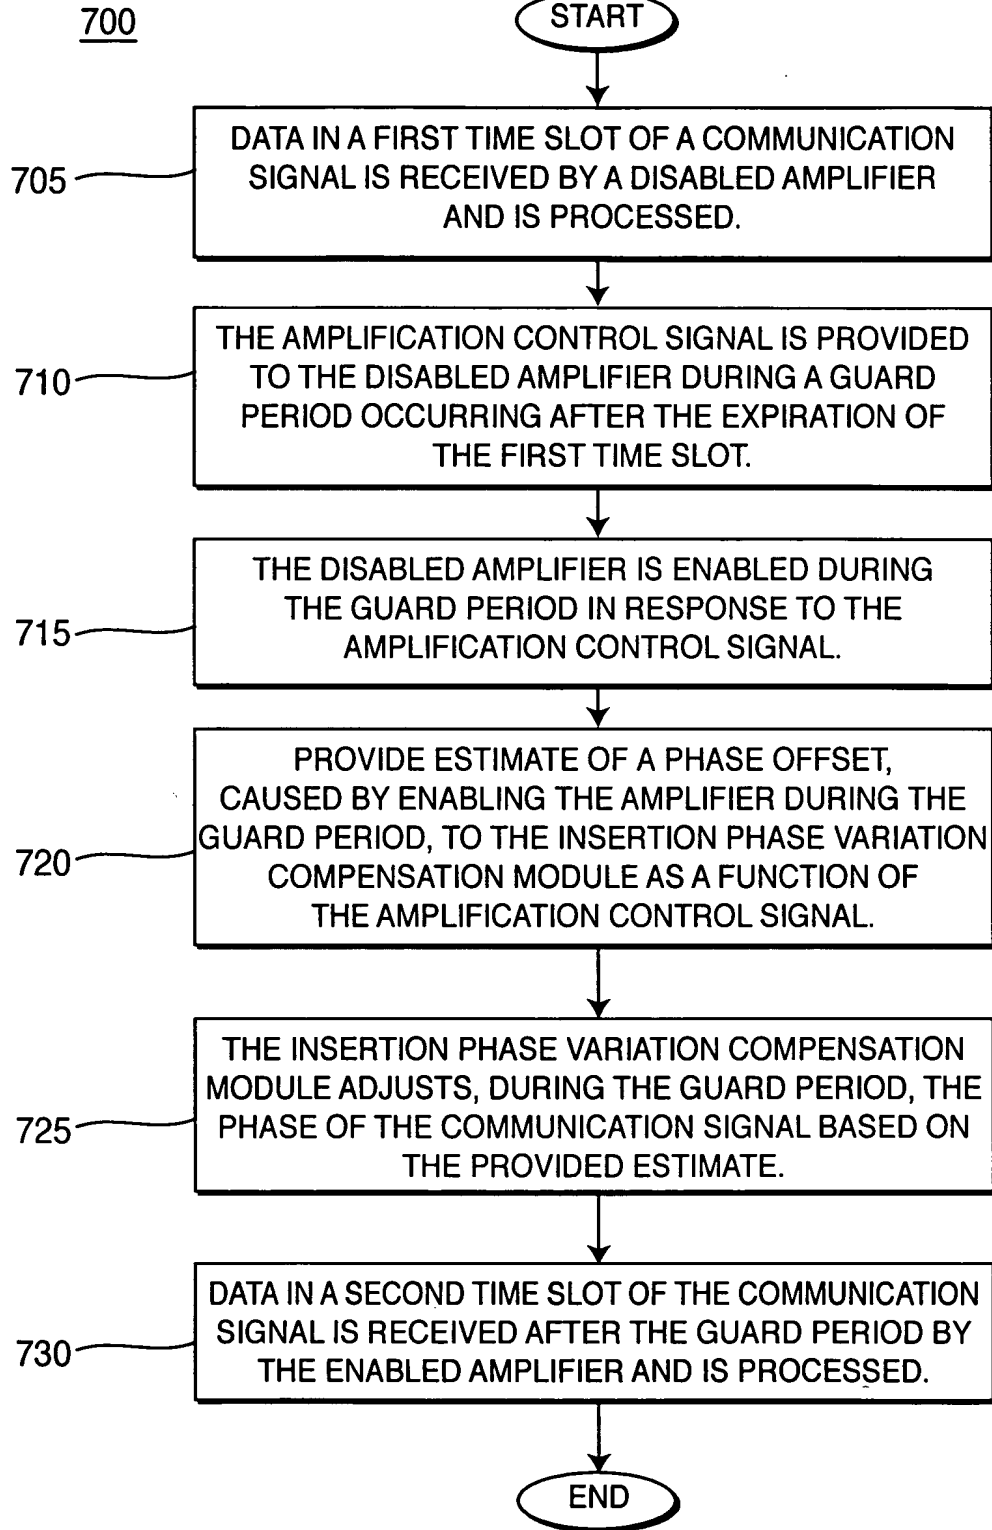 700
START
705
DATA IN A FIRST TIME SLOT OF A COMMUNICATION
SIGNAL IS RECEIVED BY A DISABLED AMPLIFIER
AND IS PROCESSED.
710
THE AMPLIFICATION CONTROL SIGNAL IS PROVIDED
TO THE DISABLED AMPLIFIER DURING A GUARD
PERIOD OCCURRING AFTER THE EXPIRATION OF
THE FIRST TIME SLOT.
715
THE DISABLED AMPLIFIER IS ENABLED DURING
THE GUARD PERIOD IN RESPONSE TO THE
AMPLIFICATION CONTROL SIGNAL.
720
PROVIDE ESTIMATE OF A PHASE OFFSET,
CAUSED BY ENABLING THE AMPLIFIER DURING THE
GUARD PERIOD, TO THE INSERTION PHASE VARIATION
COMPENSATION MODULE AS A FUNCTION OF
THE AMPLIFICATION CONTROL SIGNAL.
725
THE INSERTION PHASE VARIATION COMPENSATION
MODULE ADJUSTS, DURING THE GUARD PERIOD, THE
PHASE OF THE COMMUNICATION SIGNAL BASED ON
THE PROVIDED ESTIMATE.
730
DATA IN A SECOND TIME SLOT OF THE COMMUNICATION
SIGNAL IS RECEIVED AFTER THE GUARD PERIOD BY
THE ENABLED AMPLIFIER AND IS PROCESSED.
END